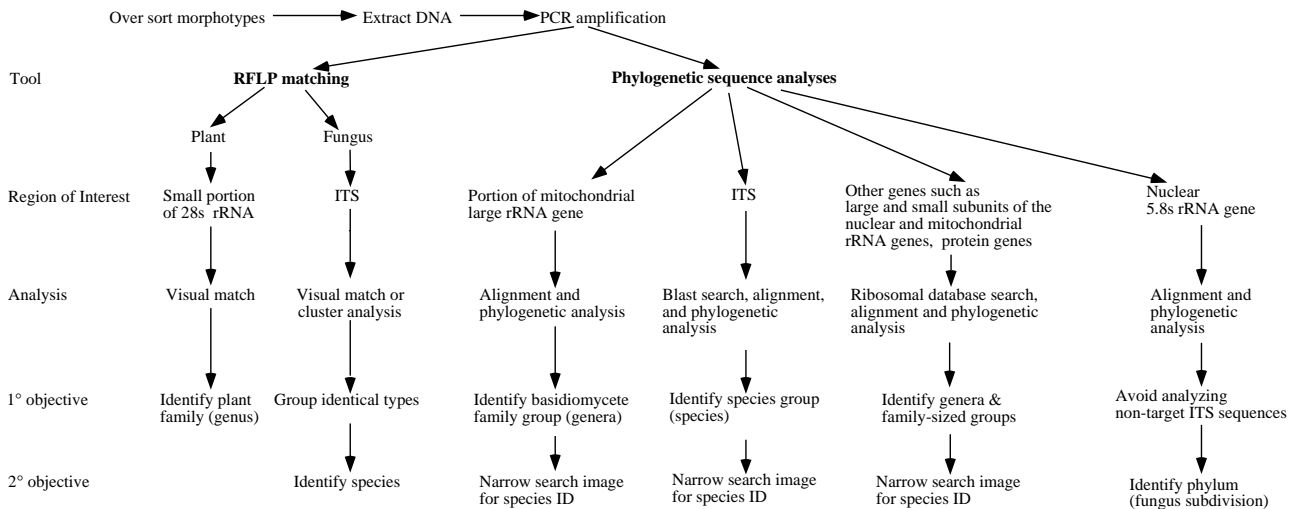 Over sort morphotypes
Extract DNA
PCR amplification
Tool
RFLP matching
Phylogenetic sequence analyses
Plant
Fungus
Region of Interest
Small portion
of 28s rRNA
ITS
Portion of mitochondrial
large rRNA gene
ITS
Other genes such as
large and small subunits of the
nuclear and mitochondrial
rRNA genes, protein genes
Nuclear
5.8s rRNA gene
Analysis
Visual match
Visual match or
cluster analysis
Alignment and
phylogenetic analysis
Blast search, alignment,
and phylogenetic
analysis
Ribosomal database search,
alignment and phylogenetic
analysis
Alignment and
phylogenetic
analysis
1° objective
Identify plant
family (genus)
Group identical types
Identify basidiomycete
family group (genera)
Identify species group
(species)
Identify genera &
family-sized groups
Avoid analyzing
non-target ITS sequences
2° objective
Identify species
Narrow search image
for species ID
Narrow search image
for species ID
Narrow search image
for species ID
Identify phylum
(fungus subdivision)